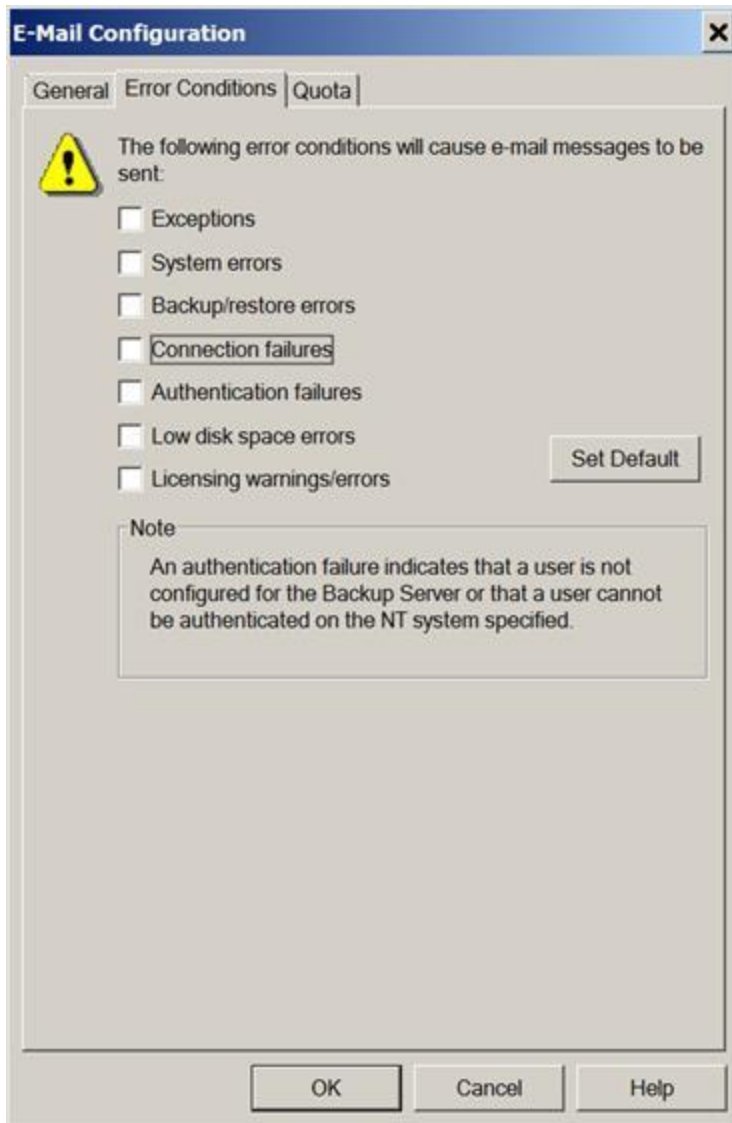 E-Mail Configuration
General
Error Conditions
Quota
The following error conditions will cause e-mail messages to be
sent:
Exceptions
System errors
Backup/restore errors
Connection failures
Authentication failures
Low disk space errors
Licensing warnings/errors
Set Default
Note
An authentication failure indicates that a user is not
configured for the Backup Server or that a user cannot
be authenticated on the NT system specified.
OK
Cancel
Help